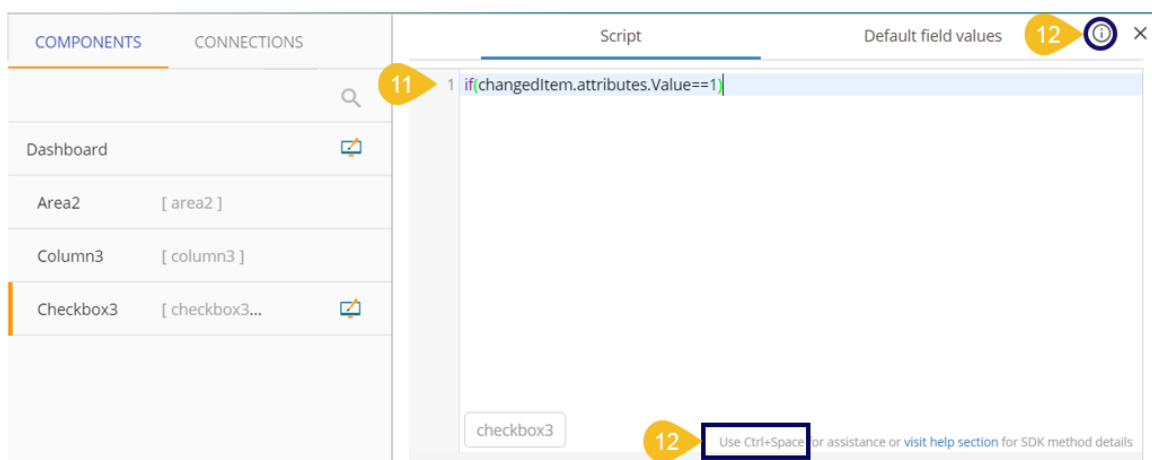 COMPONENTS CONNECTIONS Script Default field values 12
11 1 if(changedItem.attributes.Value==1)
Dashboard
Area2 [ area2 ]
Column3 [ column3 ]
Checkbox3 [ checkbox3...
checkbox3
12 Use Ctrl+Space for assistance or visit help section for SDK method details